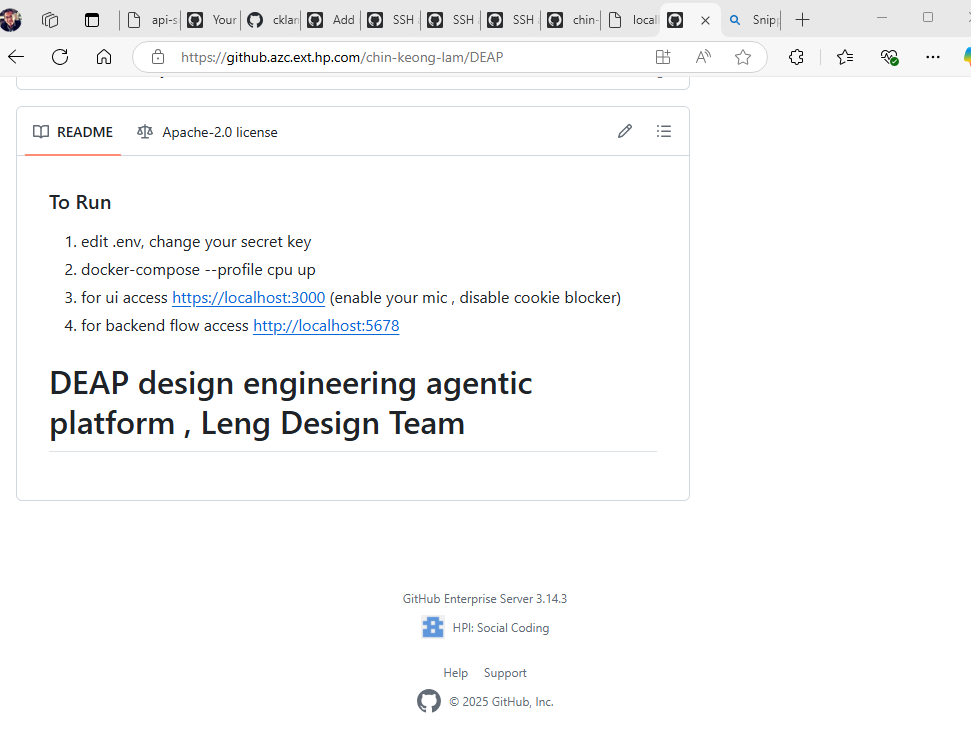 api-s
Your
cklan
Add
SSH
SSH
SSH
chin-
local
Snipp
https://github.azc.ext.hp.com/chin-keong-lam/DEAP
README
Apache-2.0 license
To Run
1. edit .env, change your secret key
2. docker-compose --profile cpu up
3. for ui access https://localhost:3000 (enable your mic , disable cookie blocker)
4. for backend flow access http://localhost:5678
DEAP design engineering agentic
platform , Leng Design Team
GitHub Enterprise Server 3.14.3
HPI: Social Coding
Help Support
© 2025 GitHub, Inc.